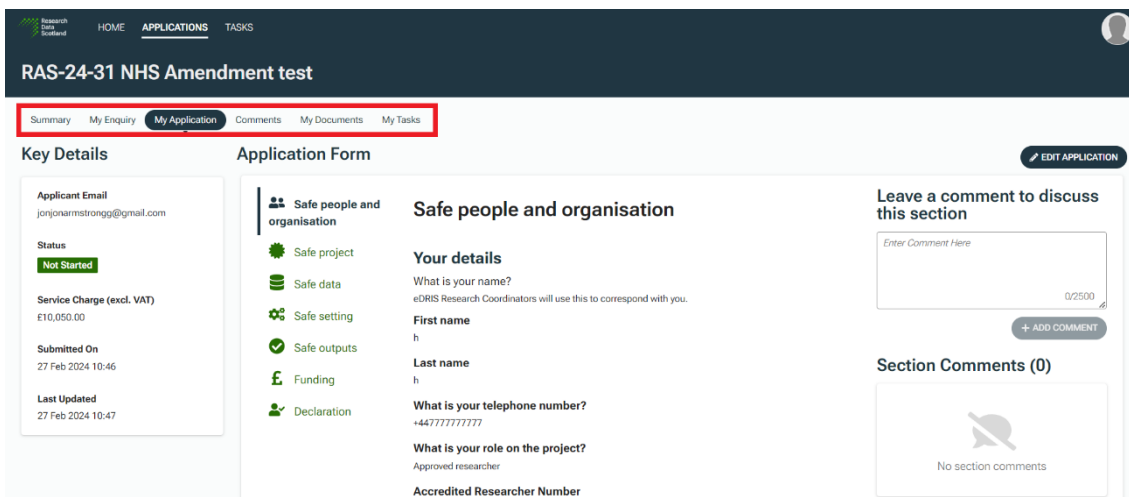 Research
Data
Scotland
HOME APPLICATIONS TASKS
RAS-24-31 NHS Amendment test
Summary My Enquiry My Application Comments My Documents My Tasks
Key Details
Applicant Email
jonjonarmstrongg@gmail.com
Status
Not Started
Service Charge (excl. VAT)
£10,050.00
Submitted On
27 Feb 2024 10:46
Last Updated
27 Feb 2024 10:47
Application Form
EDIT APPLICATION
Safe people and
organisation
Safe project
Safe data
Safe setting
Safe outputs
Funding
Declaration
Safe people and organisation
Your details
What is your name?
eDRIS Research Coordinators will use this to correspond with you.
First name
h
Last name
h
What is your telephone number?
+447777777777
What is your role on the project?
Approved researcher
Accredited Researcher Number
Leave a comment to discuss
this section
Enter Comment Here
0/2500
+ ADD COMMENT
Section Comments (0)
No section comments